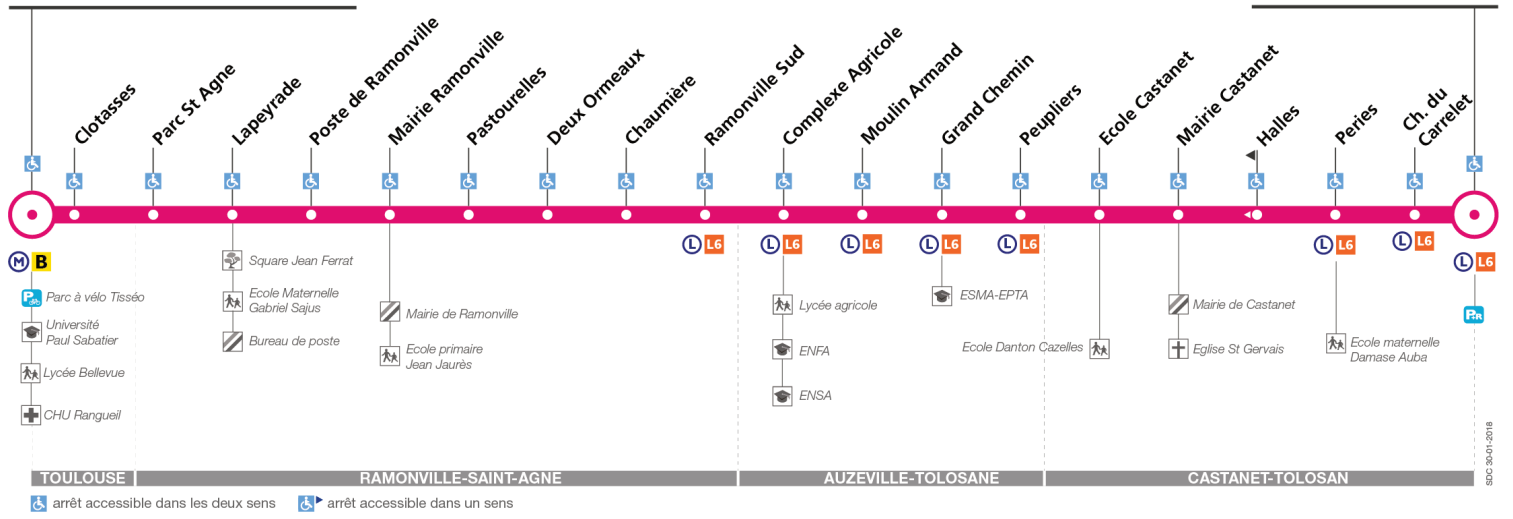 Clotasses
Parc St Agne
Lapeyrade
Poste de Ramonville
Mairie Ramonville
Pastourelles
Deux Ormeaux
Chaumière
Ramonville Sud
Complexe Agricole
Moulin Armand
Grand Chemin
Peupliers
Ecole Castanet
Mairie Castanet
Halles
Peries
Ch. du
Carrelet
M B
Parc à vélo Tisséo
Université
Paul Sabatier
Lycée Bellevue
CHU Rangueil
Square Jean Ferrat
Ecole Maternelle
Gabriel Sajus
Bureau de poste
Mairie de Ramonville
Ecole primaire
Jean Jaurès
L L6
L L6
Lycée agricole
ENFA
ENSA
L L6
L L6
ESMA-EPTA
L L6
Ecole Danton Cazelles
Mairie de Castanet
Eglise St Gervais
L L6
Ecole maternelle
Damase Auba
L L6
L L6
P+R
SDC 30-01-2018
TOULOUSE
RAMONVILLE-SAINT-AGNE
AUZEVILLE-TOLOSANE
CASTANET-TOLOSAN
arrêt accessible dans les deux sens
arrêt accessible dans un sens